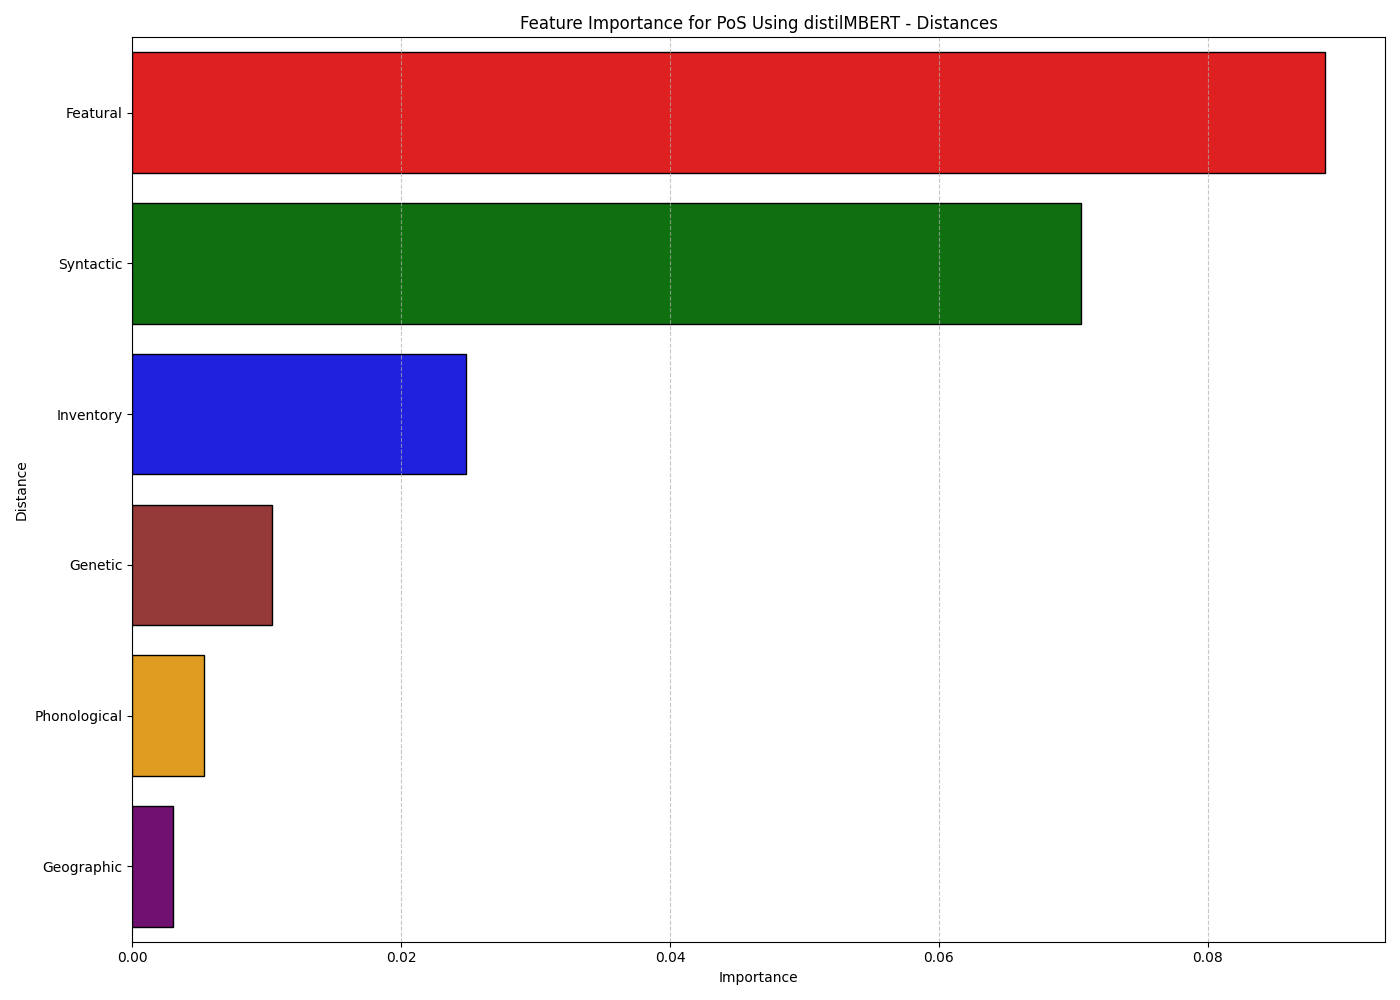 Feature Importance for PoS Using distilMBERT - Distances
Featural
Syntactic
Inventory
Genetic
Phonological
Geographic
Distance
0.00 0.02 0.04 0.06 0.08
Importance